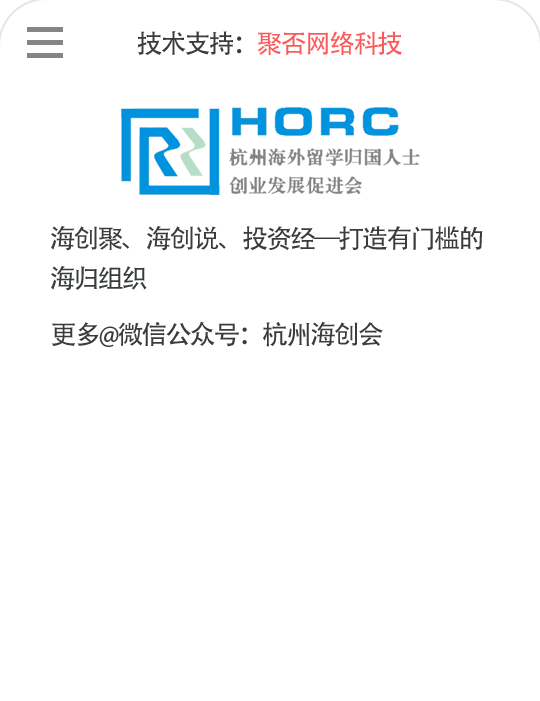 技术支持：聚否网络科技
HORC
杭州海外留学归国人士
创业发展促进会
海创聚、海创说、投资经—打造有门槛的
海归组织
更多@微信公众号：杭州海创会